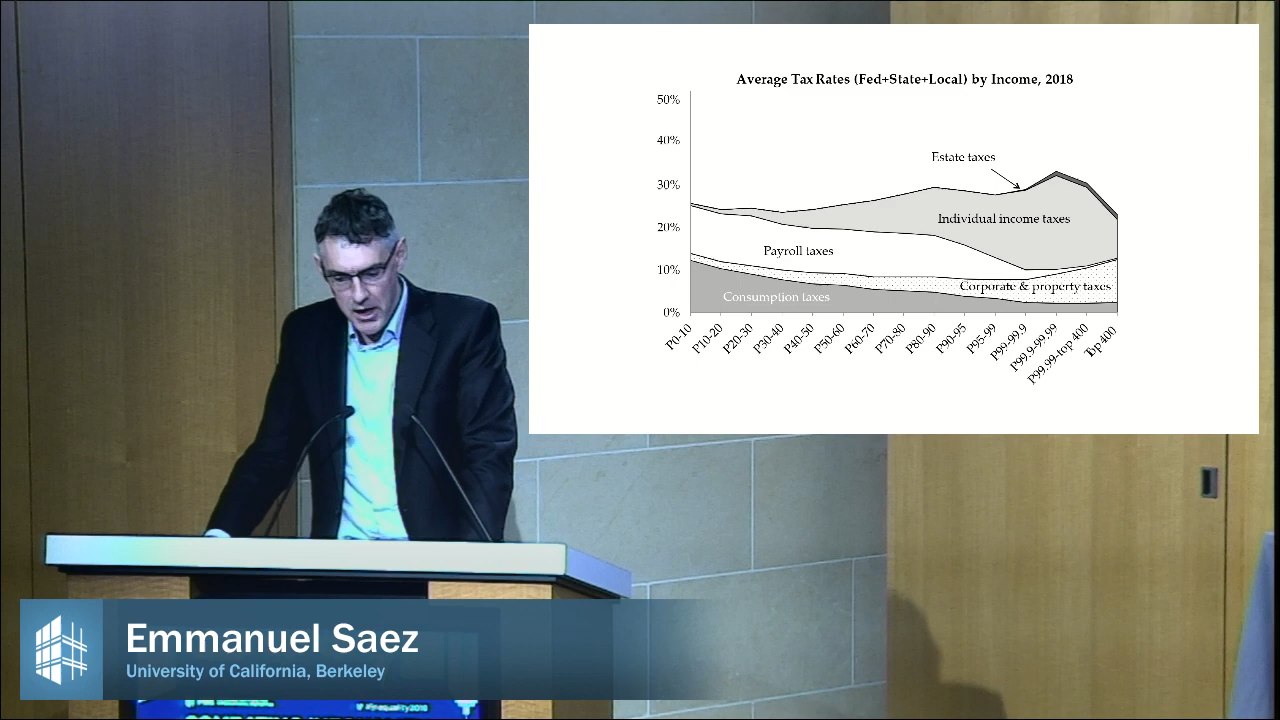 Average Tax Rates (Fed+State+Local) by Income, 2018
50%
40%
30%
20%
10%
0%
Estate taxes
Individual income taxes
Payroll taxes
Corporate & property taxes
Consumption taxes
P0-10
P10-20
P20-30
P30-40
P40-50
P50-60
P60-70
P70-80
P80-90
P90-95
P95-99
P99-99.9
P99.9-99.99
P99.99-top 400
Top 400
Emmanuel Saez
University of California, Berkeley